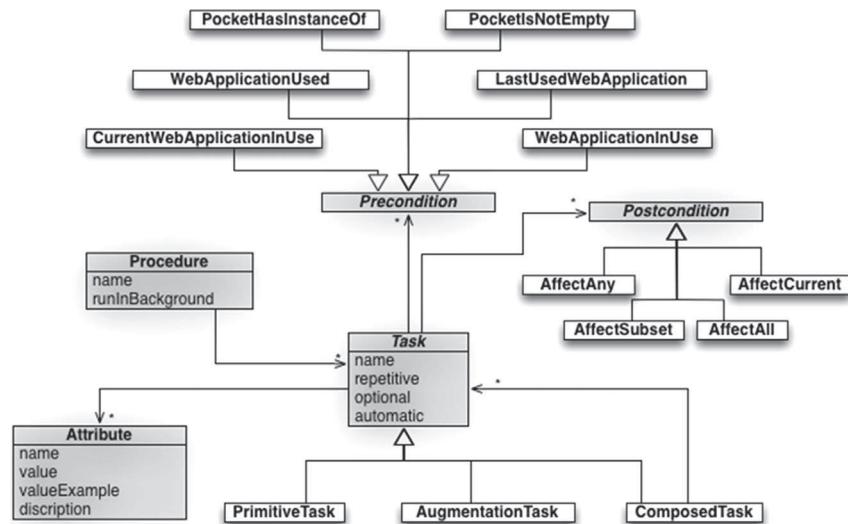 PocketHasInstanceOf
PocketIsNotEmpty
WebApplicationUsed
LastUsedWebApplication
CurrentWebApplicationInUse
WebApplicationInUse
Precondition
*
*
Postcondition
Procedure
name
runInBackground
AffectAny
AffectCurrent
AffectSubset
AffectAll
*
Task
name
repetitive
optional
automatic
*
*
Attribute
name
value
valueExample
discription
PrimitiveTask
AugmentationTask
ComposedTask